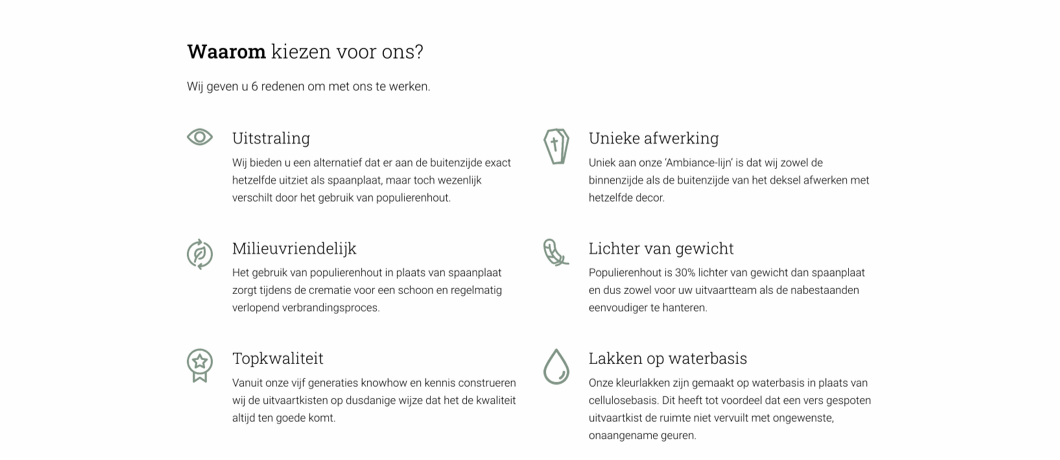 Waarom kiezen voor ons?
Wij geven u 6 redenen om met ons te werken.
Uitstraling
Wij bieden u een alternatief dat er aan de buitenzijde exact
hetzelfde uitziet als spaanplaat, maar toch wezenlijk
verschilt door het gebruik van populierenhout.
Unieke afwerking
Uniek aan onze 'Ambiance-lijn' is dat wij zowel de
binnenzijde als de buitenzijde van het deksel afwerken met
hetzelfde decor.
Milieuvriendelijk
Het gebruik van populierenhout in plaats van spaanplaat
zorgt tijdens de crematie voor een schoon en regelmatig
verlopend verbrandingsproces.
Lichter van gewicht
Populierenhout is 30% lichter van gewicht dan spaanplaat
en dus zowel voor uw uitvaartteam als de nabestaanden
eenvoudiger te hanteren.
Topkwaliteit
Vanuit onze vijf generaties knowhow en kennis construeren
wij de uitvaartkisten op dusdanige wijze dat het de kwaliteit
altijd ten goede komt.
Lakken op waterbasis
Onze kleurlakken zijn gemaakt op waterbasis in plaats van
cellulosebasis. Dit heeft tot voordeel dat een vers gespoten
uitvaartkist de ruimte niet vervuilt met ongewenste,
onaangename geuren.